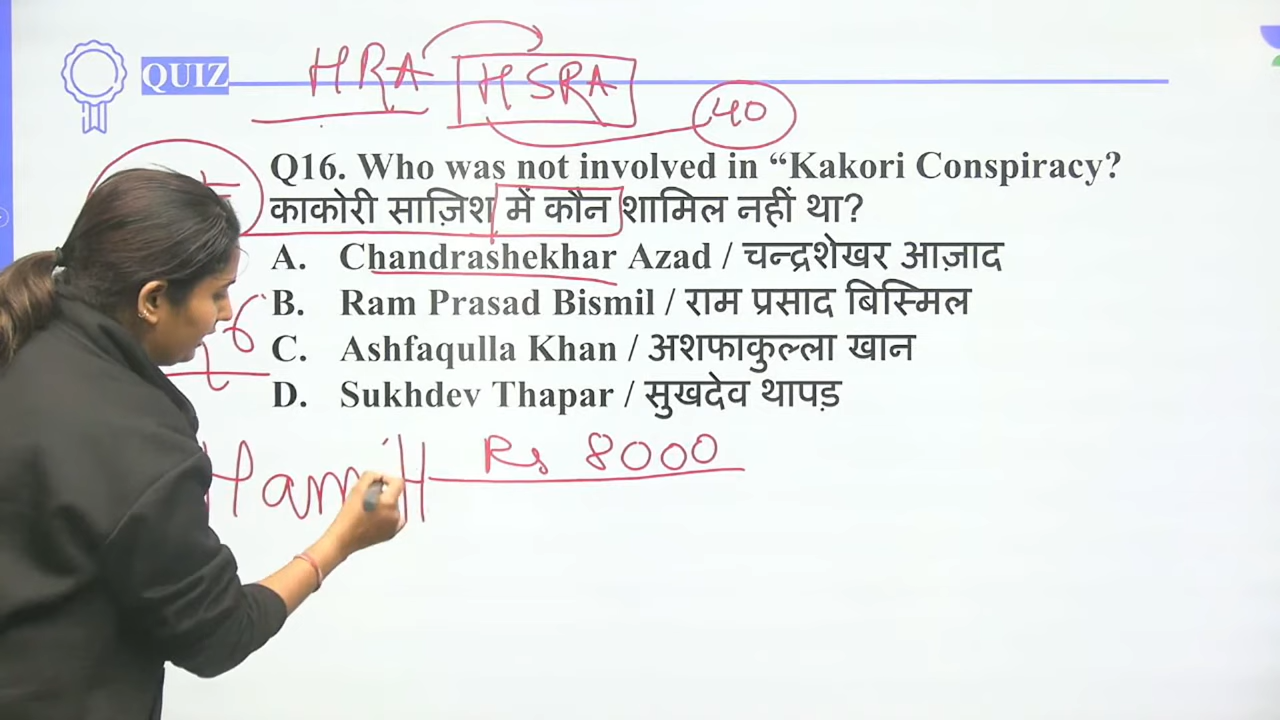 HRA HSRA 40
QUIZ
Q16. Who was not involved in “Kakori Conspiracy?
काकोरी साज़िश में कौन शामिल नहीं था?
A. Chandrashekhar Azad / चन्द्रशेखर आज़ाद
B. Ram Prasad Bismil / राम प्रसाद बिस्मिल
C. Ashfaqulla Khan / अशफाकुल्ला खान
D. Sukhdev Thapar / सुखदेव थापड़
Rs 8000